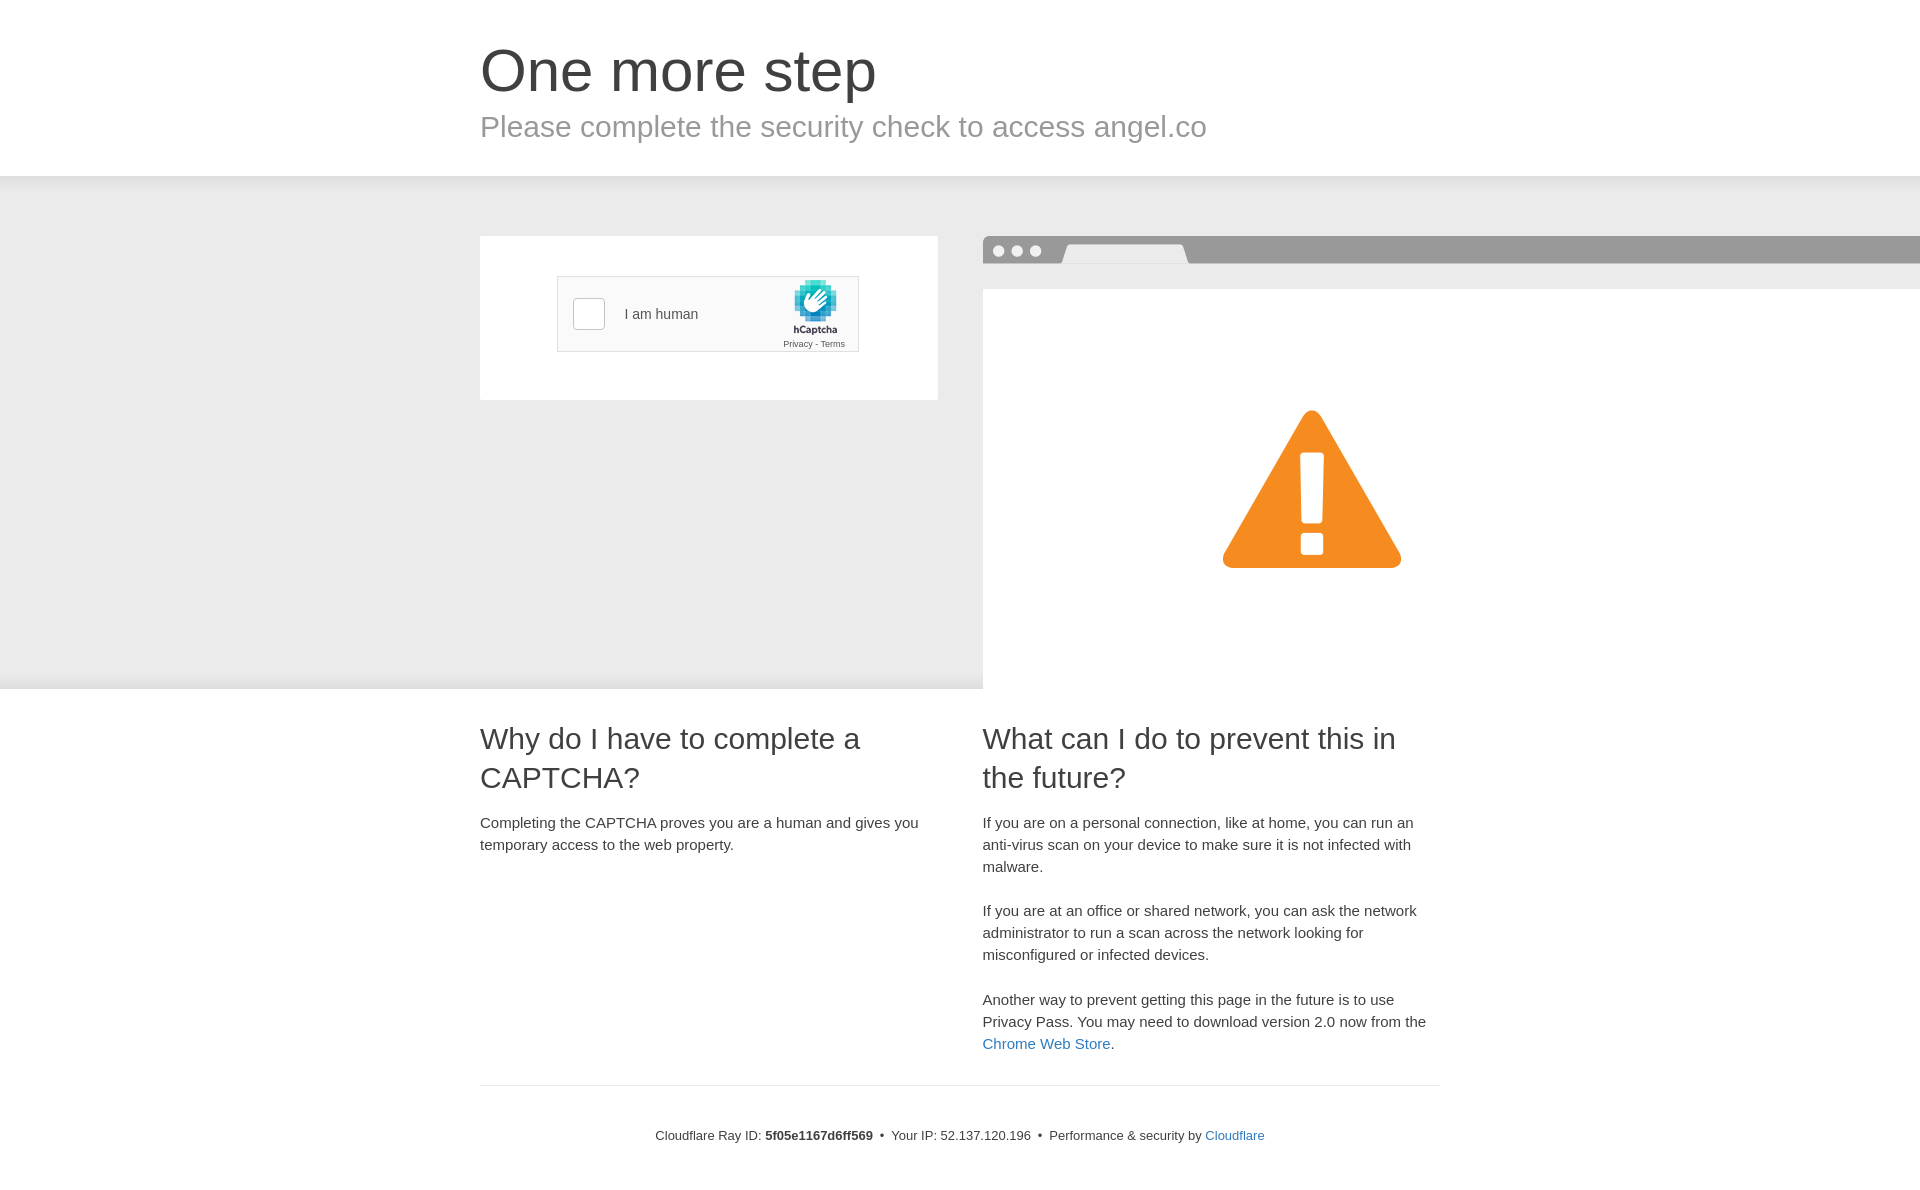 One more step
Please complete the security check to access angel.co
I am human
hCaptcha
Privacy - Terms
Why do I have to complete a
CAPTCHA?
Completing the CAPTCHA proves you are a human and gives you
temporary access to the web property.
What can I do to prevent this in
the future?
If you are on a personal connection, like at home, you can run an
anti-virus scan on your device to make sure it is not infected with
malware.
If you are at an office or shared network, you can ask the network
administrator to run a scan across the network looking for
misconfigured or infected devices.
Another way to prevent getting this page in the future is to use
Privacy Pass. You may need to download version 2.0 now from the
Chrome Web Store.
Cloudflare Ray ID: 5f05e1167d6ff569 • Your IP: 52.137.120.196 • Performance & security by Cloudflare